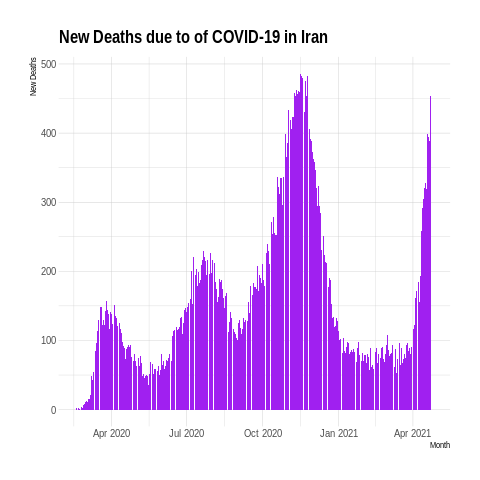 New Deaths due to of COVID-19 in Iran
New Deaths
500
400
300
200
100
0
Apr 2020
Jul 2020
Oct 2020
Jan 2021
Apr 2021
Month